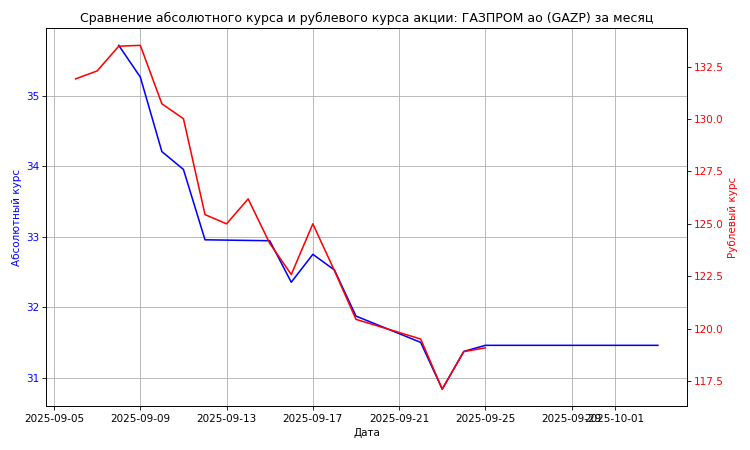 Сравнение абсолютного курса и рублевого курса акции: ГАЗПРОМ ао (GAZP) за месяц
35
34
33
32
31
Абсолютный курс
132.5
130.0
127.5
125.0
122.5
120.0
117.5
Рублевый курс
2025-09-05 2025-09-09 2025-09-13 2025-09-17 2025-09-21 2025-09-25 2025-09-29 2025-10-01
Дата